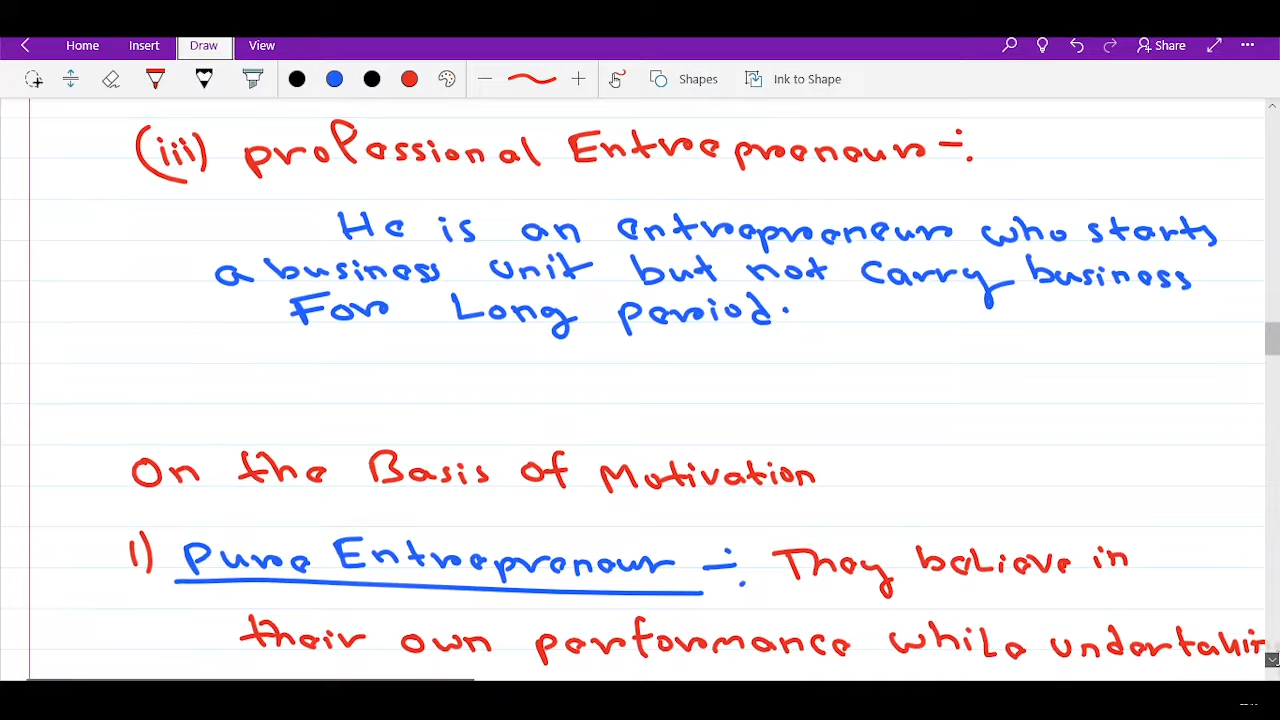 Home Insert Draw View Share
Shapes Ink to Shape
(iii) professional Entrepreneur :-
He is an entrepreneur who starts
a business unit but not carry business
For Long period.
On the Basis of Motivation
1) Pure Entreprenour :- They believe in
their own performance while undertakin